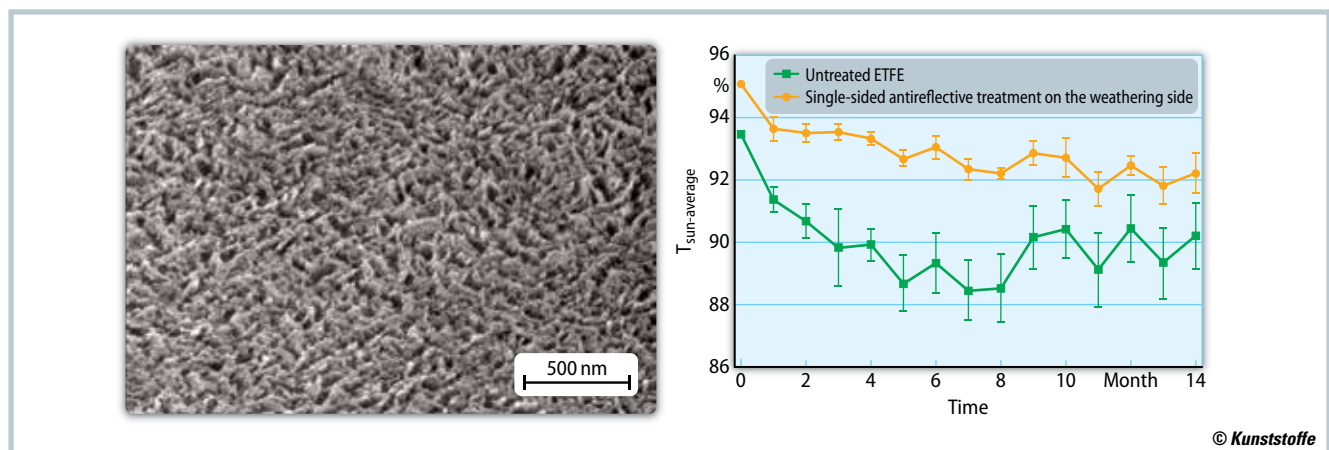 500 nm
96
%
94
92
90
88
86
T sun-average
Untreated ETFE
Single-sided antireflective treatment on the weathering side
0 2 4 6 8 10 Month 14
Time
© Kunststoffe